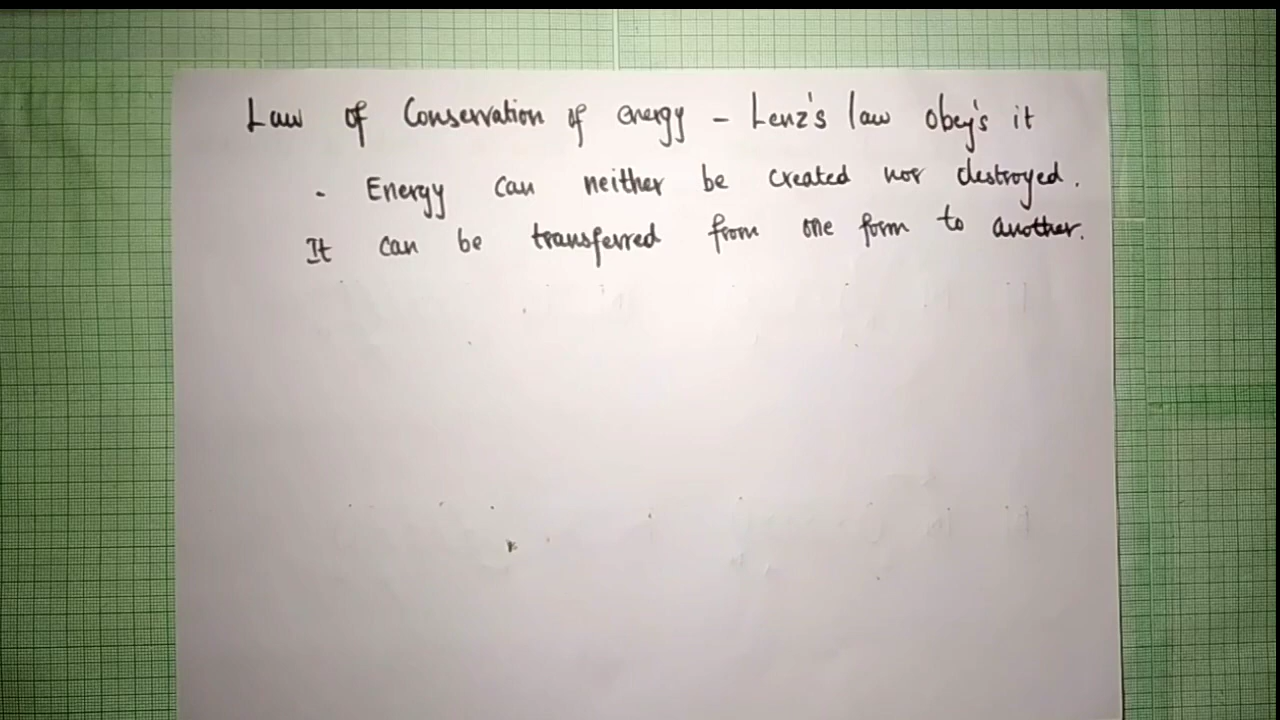 Law of Conservation of energy - Lenz's law obey's it
- Energy can neither be created nor destroyed.
It can be transferred from one form to another.